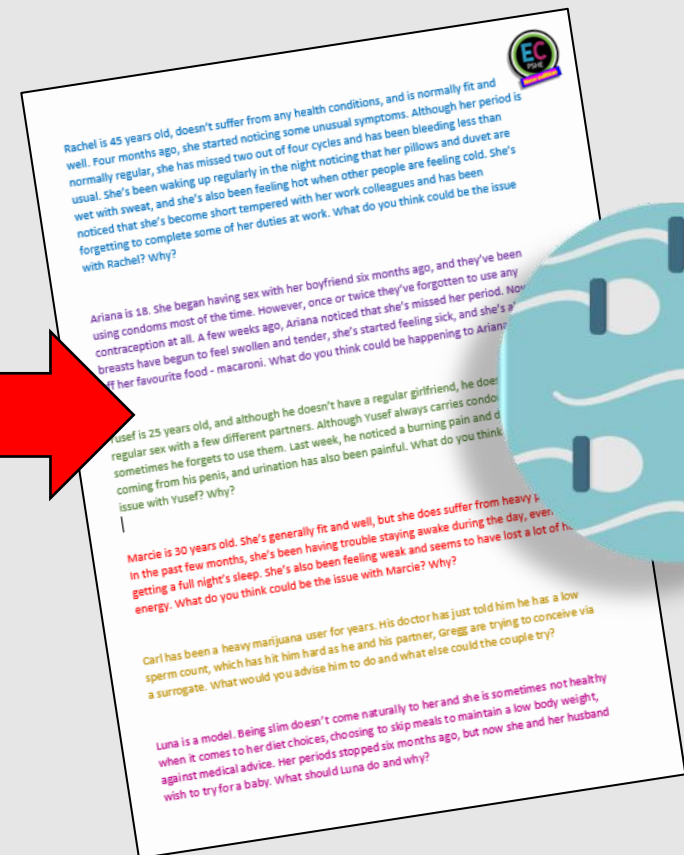 EC
PSHE
Rachel is 45 years old, doesn't suffer from any health conditions, and is normally fit and
well. Four months ago, she started noticing some unusual symptoms. Although her period is
normally regular, she has missed two out of four cycles and has been bleeding less than
usual. She's been waking up regularly in the night noticing that her pillows and duvet are
wet with sweat, and she's also been feeling hot when other people are feeling cold. She's
noticed that she's become short tempered with her work colleagues and has been
forgetting to complete some of her duties at work. What do you think could be the issue
with Rachel? Why?
Ariana is 18. She began having sex with her boyfriend six months ago, and they've been
using condoms most of the time. However, once or twice they've forgotten to use any
contraception at all. A few weeks ago, Ariana noticed that she's missed her period. Now
breasts have begun to feel swollen and tender, she's started feeling sick, and she's
her favourite food - macaroni. What do you think could be happening to Ariana
Yusef is 25 years old, and although he doesn't have a regular girlfriend, he
regular sex with a few different partners. Although Yusef always carries
sometimes he forgets to use them. Last week, he noticed a burning pain and
coming from his penis, and urination has also been painful. What do you think
issue with Yusef? Why?
Marcie is 30 years old. She's generally fit and well, but she does suffer from heavy
In the past few months, she's been having trouble staying awake during the day, even
getting a full night's sleep. She's also been feeling weak and seems to have lost a lot of
energy. What do you think could be the issue with Marcie? Why?
Carl has been a heavy marijuana user for years. His doctor has just told him he has a low
sperm count, which has hit him hard as he and his partner, Gregg are trying to conceive via
a surrogate. What would you advise him to do and what else could the couple try?
Luna is a model. Being slim doesn't come naturally to her and she is sometimes not healthy
when it comes to her diet choices, choosing to skip meals to maintain a low body weight,
against medical advice. Her periods stopped six months ago, but now she and her husband
wish to try for a baby. What should Luna do and why?